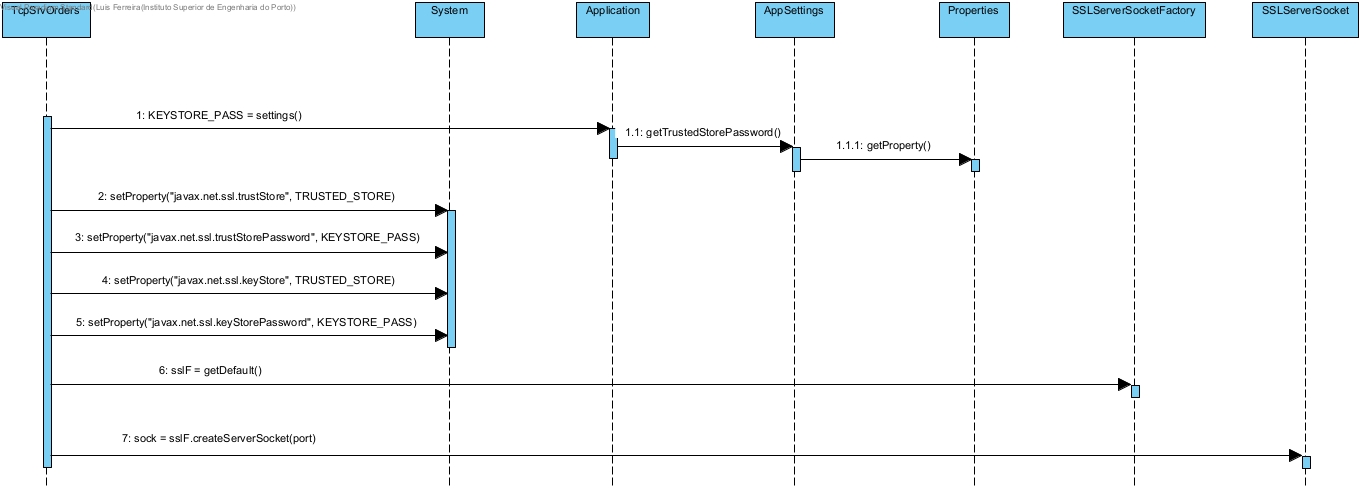 (Luis Ferreira(Instituto Superior de Engenharia do Porto))
TcpSrvOrders
System
Application
AppSettings
Properties
SSLServerSocketFactory
SSLServerSocket
1: KEYSTORE_PASS = settings()
1.1: getTrustedStorePassword()
1.1.1: getProperty()
2: setProperty("javax.net.ssl.trustStore", TRUSTED_STORE)
3: setProperty("javax.net.ssl.trustStorePassword", KEYSTORE_PASS)
4: setProperty("javax.net.ssl.keyStore", TRUSTED_STORE)
5: setProperty("javax.net.ssl.keyStorePassword", KEYSTORE_PASS)
6: sslF = getDefault()
7: sock = sslF.createServerSocket(port)